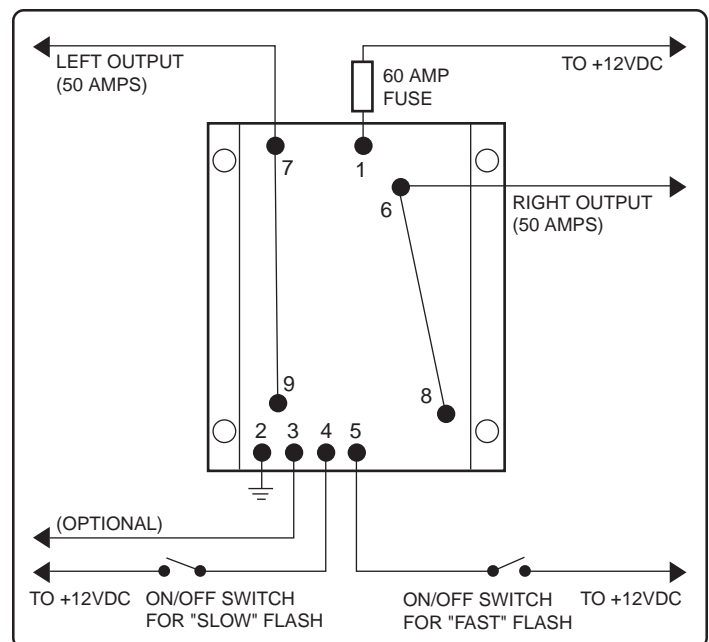 LEFT OUTPUT
(50 AMPS)
60 AMP
FUSE
TO +12VDC
7
1
6
RIGHT OUTPUT
(50 AMPS)
9
8
2 3 4 5
(OPTIONAL)
TO +12VDC
ON/OFF SWITCH
FOR "SLOW" FLASH
ON/OFF SWITCH
FOR "FAST" FLASH
TO +12VDC